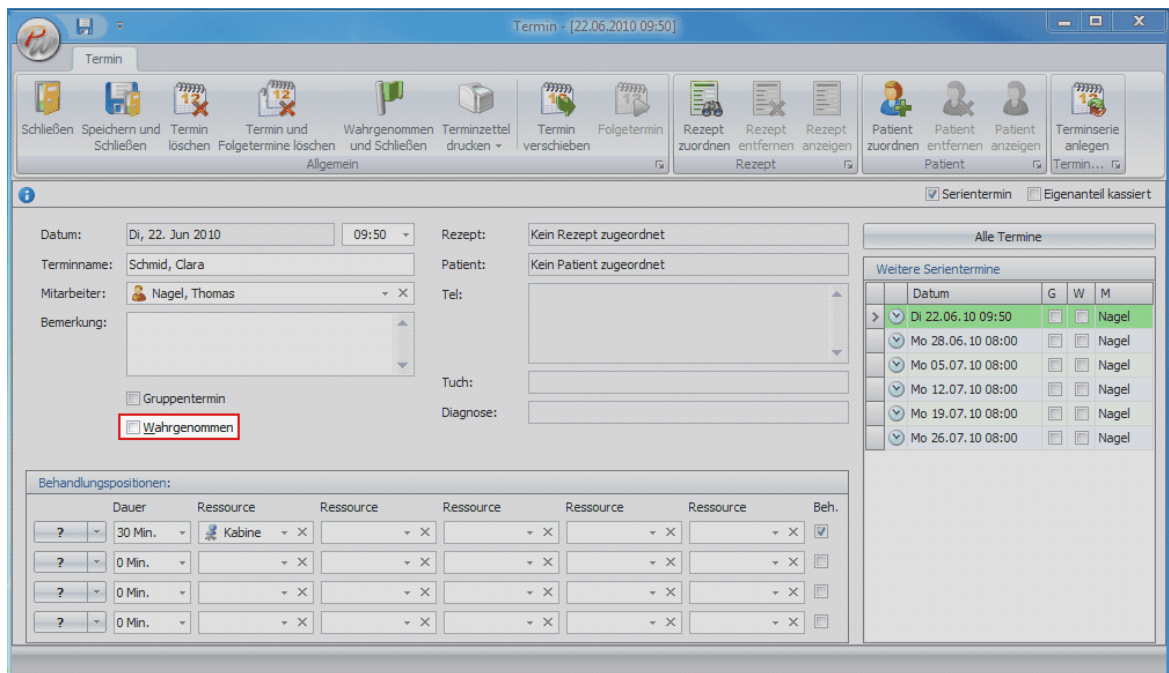 Termin - [22.06.2010 09:50]
Termin
Schließen
Speichern und Schließen
Termin löschen
Termin und Folgetermine löschen
Wahrgenommen und Schließen
Terminzettel drucken
Termin verschieben
Folgetermin
Allgemein
Rezept zuordnen
Rezept entfernen
Rezept anzeigen
Rezept
Patient zuordnen
Patient entfernen
Patient anzeigen
Patient
Terminserie anlegen
Termin...
Serientermin
Eigenanteil kassiert
Datum: Di, 22. Jun 2010 09:50
Terminname: Schmid, Clara
Mitarbeiter: Nagel, Thomas
Bemerkung:
Gruppentermin
Wahrgenommen
Rezept: Kein Rezept zugeordnet
Patient: Kein Patient zugeordnet
Tel:
Tuch:
Diagnose:
Alle Termine
Weitere Serientermine
Datum G W M
Di 22.06.10 09:50 Nagel
Mo 28.06.10 08:00 Nagel
Mo 05.07.10 08:00 Nagel
Mo 12.07.10 08:00 Nagel
Mo 19.07.10 08:00 Nagel
Mo 26.07.10 08:00 Nagel
Behandlungspositionen:
Dauer Ressource Ressource Ressource Ressource Ressource Beh.
? 30 Min. Kabine
? 0 Min.
? 0 Min.
? 0 Min.